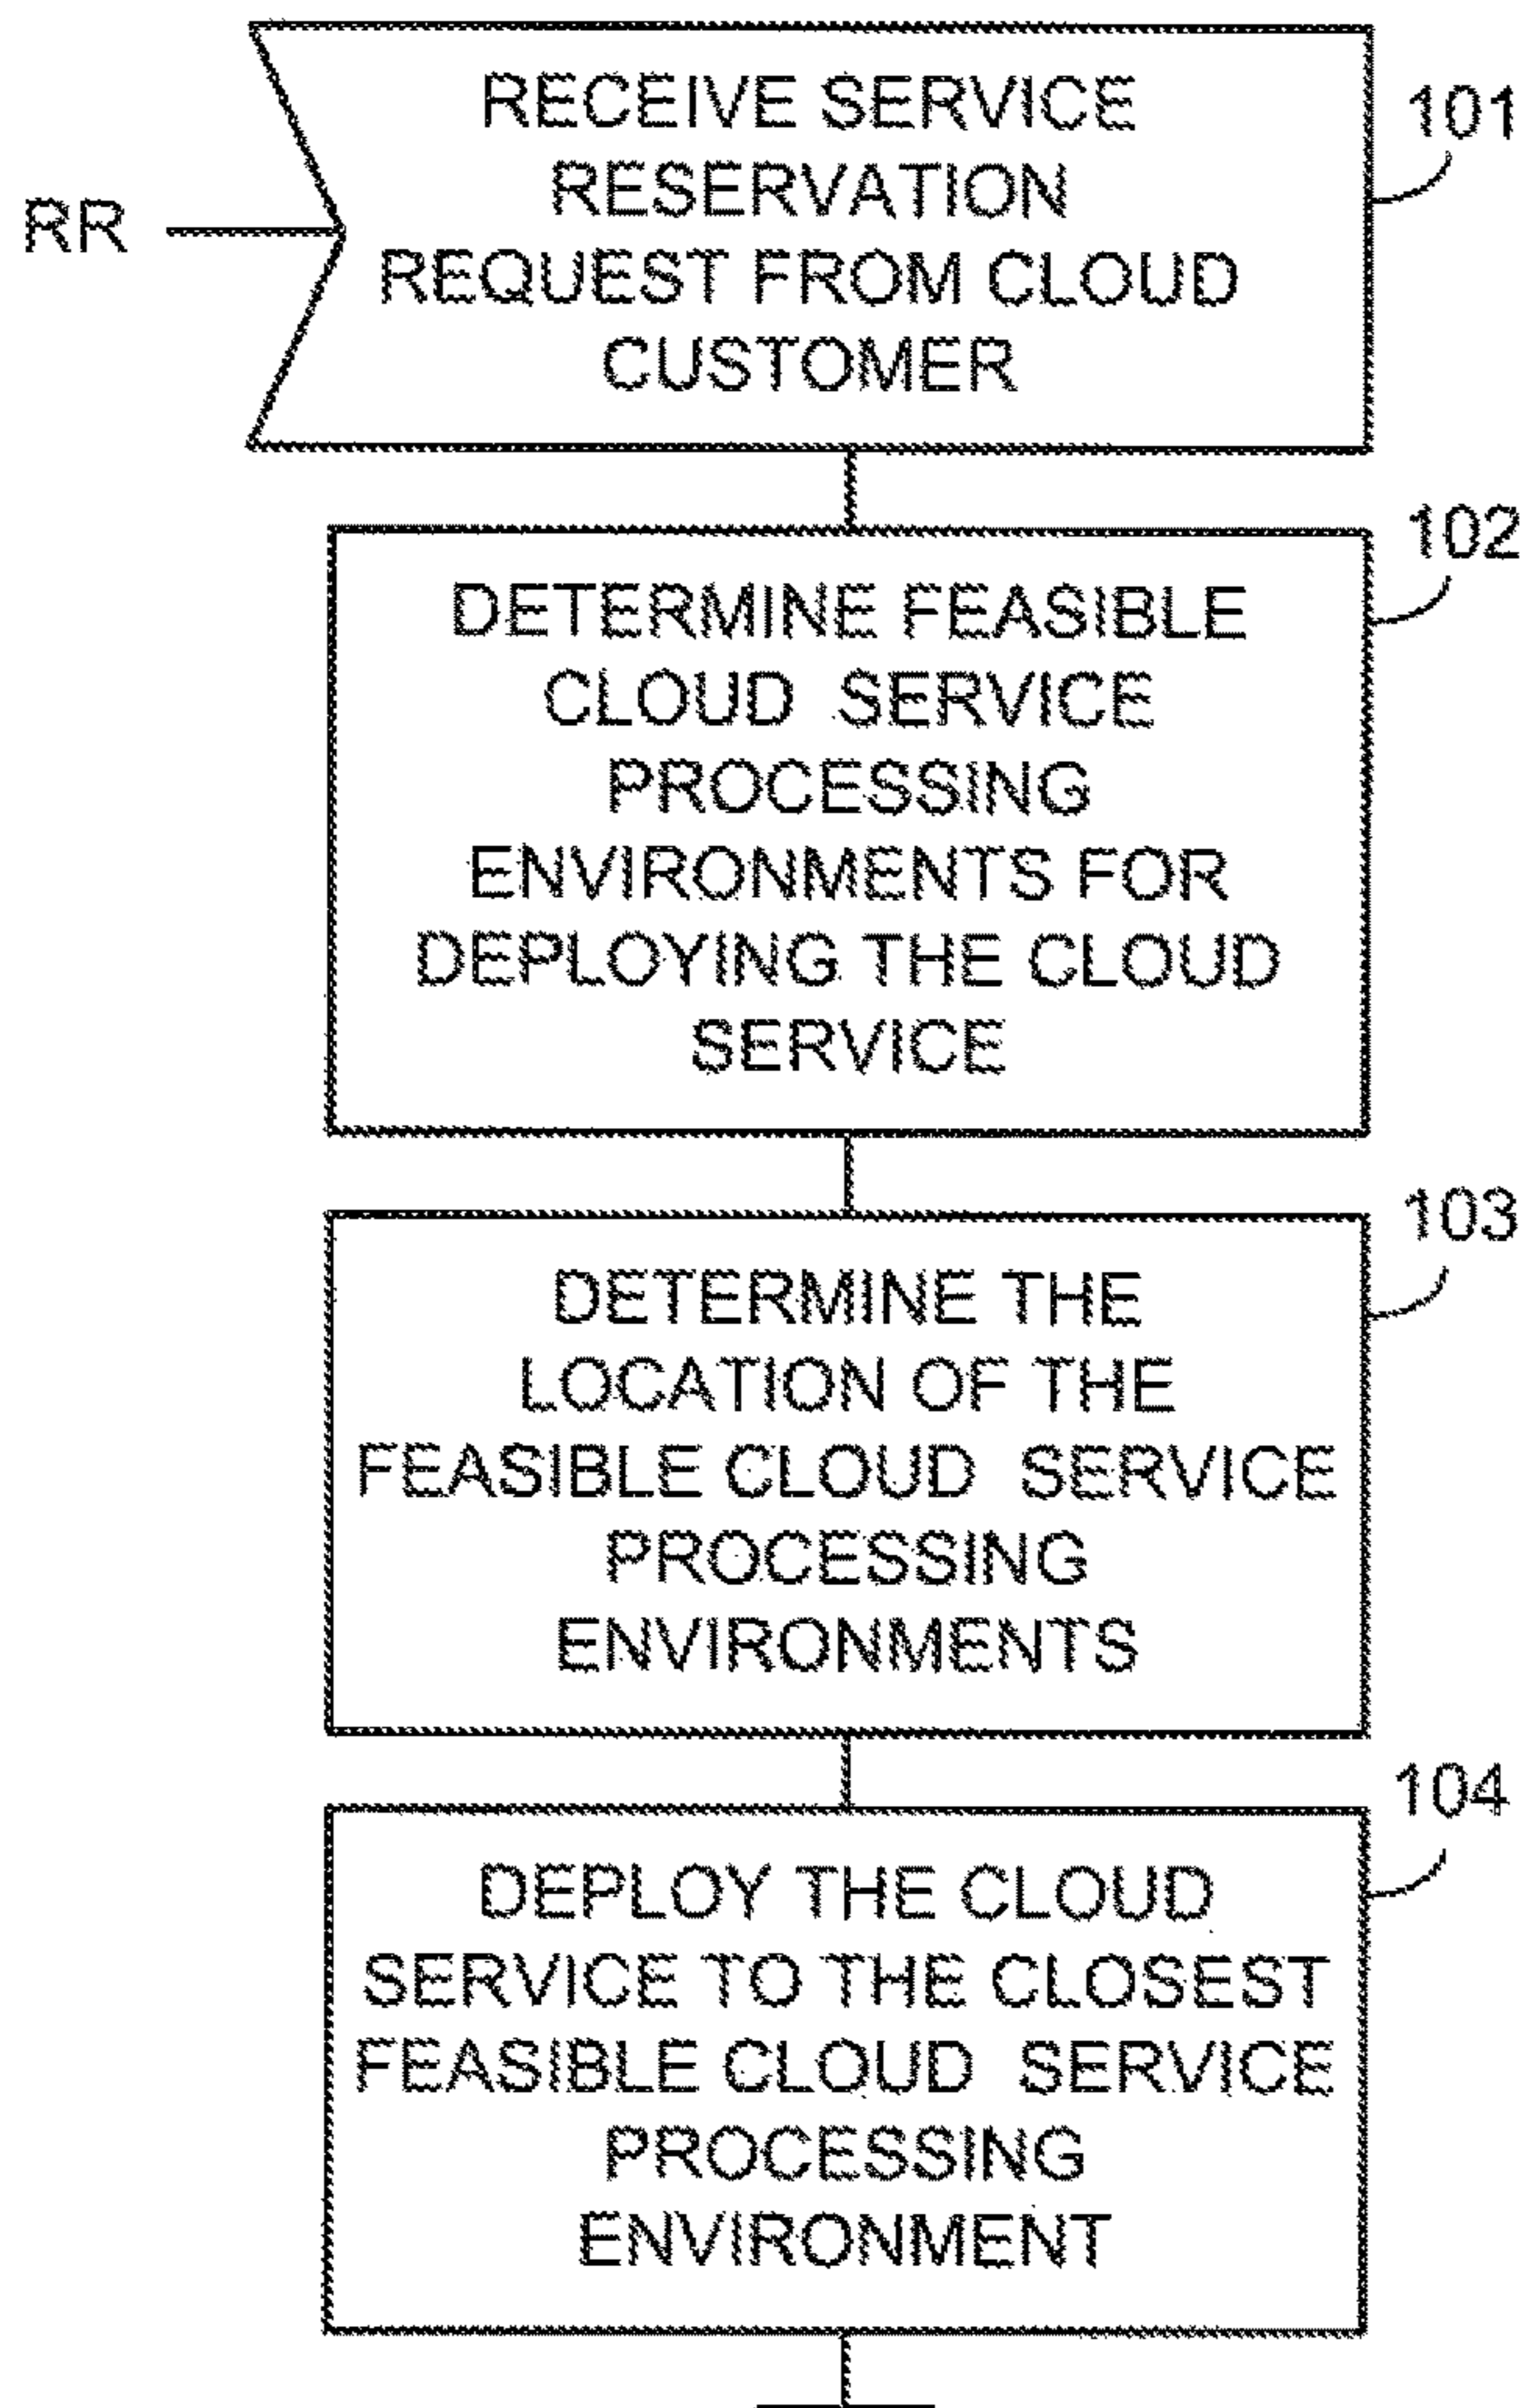 RECEIVE SERVICE
RESERVATION
REQUEST FROM CLOUD
CUSTOMER
101
RR
102
DETERMINE FEASIBLE
CLOUD SERVICE
PROCESSING
ENVIRONMENTS FOR
DEPLOYING THE CLOUD
SERVICE
103
DETERMINE THE
LOCATION OF THE
FEASIBLE CLOUD SERVICE
PROCESSING
ENVIRONMENTS
104
DEPLOY THE CLOUD
SERVICE TO THE CLOSEST
FEASIBLE CLOUD SERVICE
PROCESSING
ENVIRONMENT